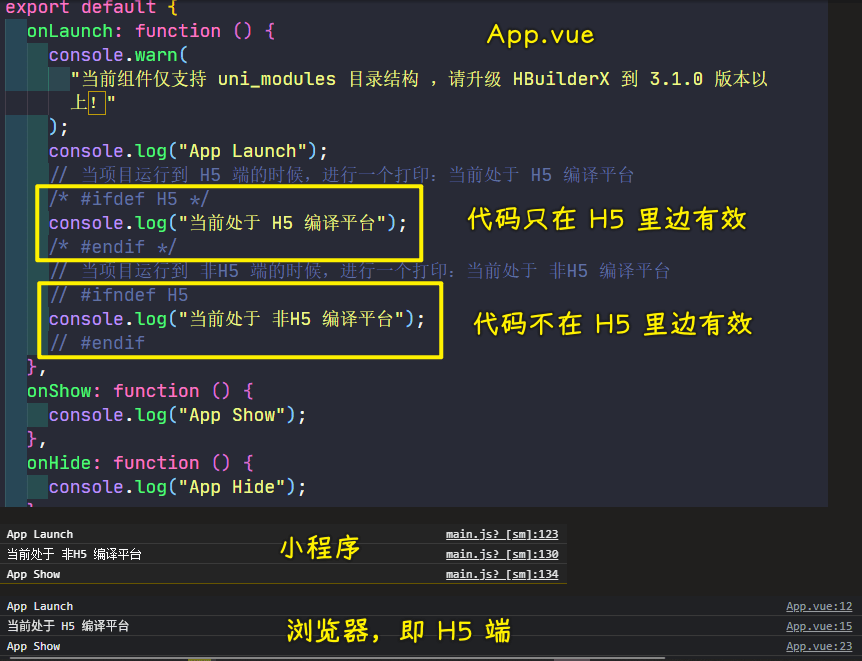 export default {
App.vue
onLaunch: function () {
console.warn(
"当前组件仅支持 uni_modules 目录结构 ，请升级 HBuilderX 到 3.1.0 版本以
上！"
);
console.log("App Launch");
// 当项目运行到 H5 端的时候，进行一个打印：当前处于 H5 编译平台
/* #ifdef H5 */
console.log("当前处于 H5 编译平台");
代码只在 H5 里边有效
/* #endif */
// 当项目运行到 非H5 端的时候，进行一个打印：当前处于 非H5 编译平台
// #ifndef H5
console.log("当前处于 非H5 编译平台");
代码不在 H5 里边有效
// #endif
},
onShow: function () {
console.log("App Show");
},
onHide: function () {
console.log("App Hide");
App Launch main.js? [sm]:123
当前处于 非H5 编译平台 main.js? [sm]:130
小程序
App Show main.js? [sm]:134
App Launch App.vue:12
当前处于 H5 编译平台 App.vue:15
浏览器，即 H5 端
App Show App.vue:23